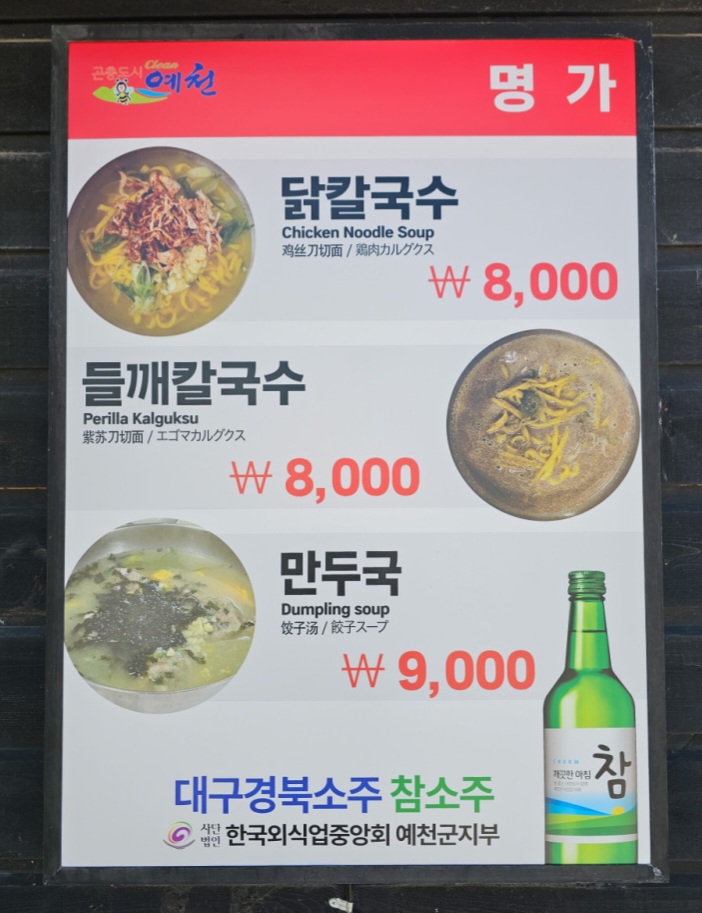 Clean
곤충도시 예천
명가
닭칼국수
Chicken Noodle Soup
鸡丝刀切面 / 鶏肉カルグクス
₩ 8,000
들깨칼국수
Perilla Kalguksu
紫苏刀切面 / エゴマカルグクス
₩ 8,000
만두국
Dumpling soup
饺子汤 / 餃子スープ
₩ 9,000
깨끗한 아침
참
대구경북소주 참소주
사단
법인
한국외식업중앙회 예천군지부